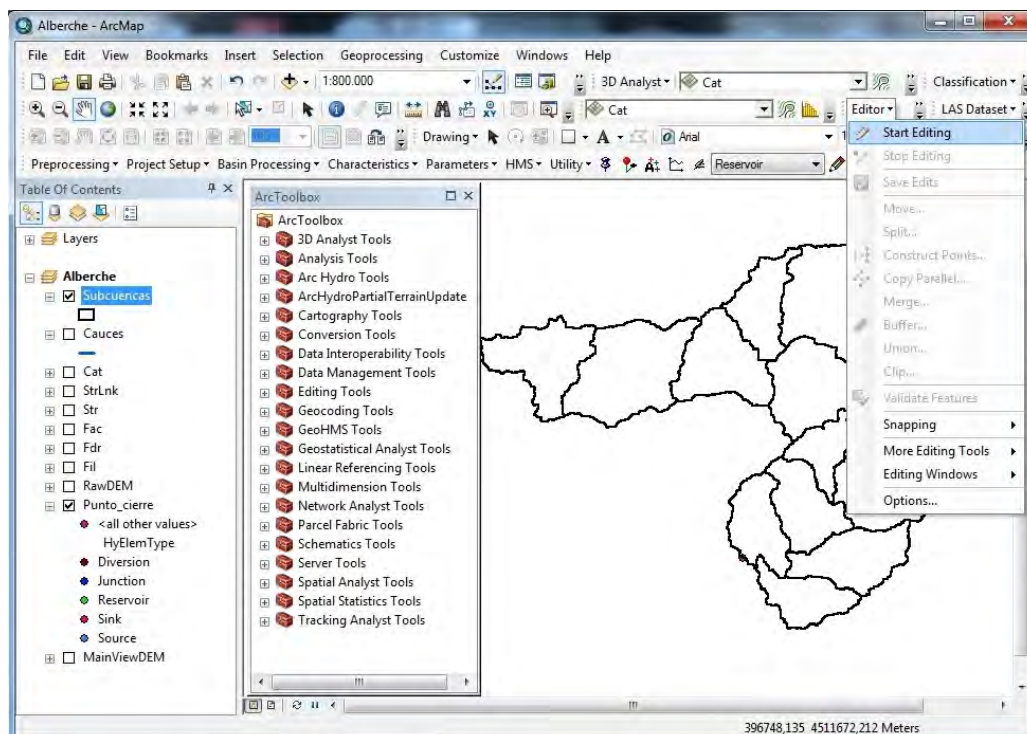 Alberche - ArcMap
File Edit View Bookmarks Insert Selection Geoprocessing Customize Windows Help
1:800.000 3D Analyst Cat Classification
Cat Editor LAS Dataset
Drawing A Arial
Preprocessing Project Setup Basin Processing Characteristics Parameters HMS Utility Reservoir
Start Editing
Stop Editing
Save Edits
Move...
Split...
Construct Points...
Copy Parallel...
Merge...
Buffer...
Union...
Clip...
Validate Features
Snapping
More Editing Tools
Editing Windows
Options...
Table Of Contents
Layers
Alberche
Subcuencas
Cauces
Cat
StrLnk
Str
Fac
Fdr
Fil
RawDEM
Punto_cierre
<all other values>
HyElemType
Diversion
Junction
Reservoir
Sink
Source
MainViewDEM
ArcToolbox
ArcToolbox
3D Analyst Tools
Analysis Tools
Arc Hydro Tools
ArcHydroPartialTerrainUpdate
Cartography Tools
Conversion Tools
Data Interoperability Tools
Data Management Tools
Editing Tools
Geocoding Tools
GeoHMS Tools
Geostatistical Analyst Tools
Linear Referencing Tools
Multidimension Tools
Network Analyst Tools
Parcel Fabric Tools
Schematics Tools
Server Tools
Spatial Analyst Tools
Spatial Statistics Tools
Tracking Analyst Tools
396748,135 4511672,212 Meters